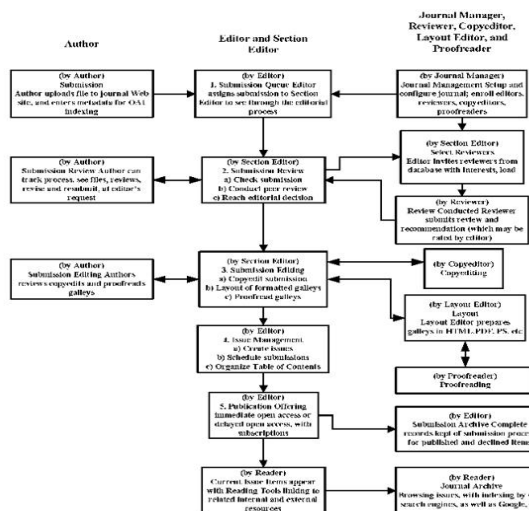 Author
Editor and Section
Editor
Journal Manager,
Reviewer, Copyeditor,
Layout Editor, and
Proofreader
(by Author)
Submission
Author uploads file to journal Web
site, and enters metadata for OAI
indexing
(by Editor)
1. Submission Queue Editor
assigns submission to Section
Editor to see through the editorial
process
(by Journal Manager)
Journal Management Setup and
configure journal; enroll editors,
reviewers, copyeditors,
proofreaders
(by Author)
Submission Review Author can
track process, see files, reviews,
revise and resubmit, at editor's
request
(by Section Editor)
2. Submission Review
a) Check submission
b) Conduct peer review
c) Reach editorial decision
(by Section Editor)
Select Reviewers
Editor Invites reviewers from
database with interests, load
(by Reviewer)
Review Conducted Reviewer
submits review and
recommendation (which may be
rated by editor)
(by Author)
Submission Editing Authors
reviews copyedits and proofreads
galleys
(by Section Editor)
3. Submission Editing
a) Copyedit submission
b) Layout of formatted galleys
c) Proofread galleys
(by Copyeditor)
Copyediting
(by Layout Editor)
Layout
Layout Editor prepares
galleys in HTML, PDF, PS, etc
(by Proofreader)
Proofreading
(by Editor)
4. Issue Management
a) Create issues
b) Schedule submissions
c) Organize Table of Contents
(by Editor)
5. Publication Offering
immediate open access or
delayed open access, with
subscriptions
(by Editor)
Submission Archive Complete
records kept of submission process
for published and declined items
(by Reader)
Current Issue Items appear
with Reading Tools linking to
related internal and external
resources
(by Reader)
Journal Archive
Browsing issues, with indexing by
search engines, as well as Google,